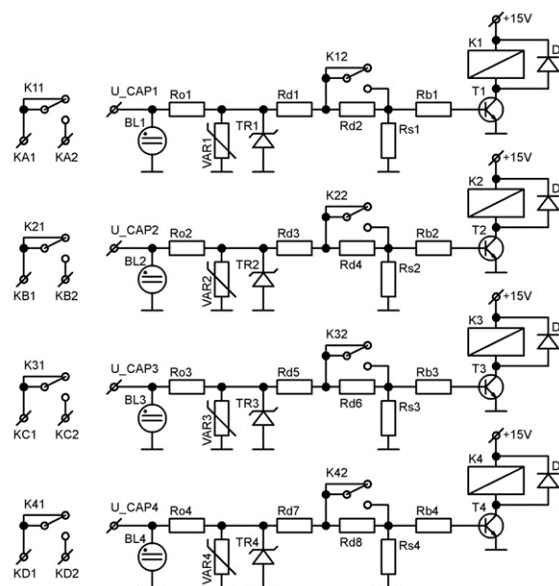 +15V
K12 K1 D
K11 U_CAP1 Ro1 Rd1 Rb1 T1
BL1 VAR1 TR1 Rd2 Rs1
KA1 KA2
+15V
K22 K2 D
K21 U_CAP2 Ro2 Rd3 Rb2 T2
BL2 VAR2 TR2 Rd4 Rs2
KB1 KB2
+15V
K32 K3 D
K31 U_CAP3 Ro3 Rd5 Rb3 T3
BL3 VAR3 TR3 Rd6 Rs3
KC1 KC2
+15V
K42 K4 D
K41 U_CAP4 Ro4 Rd7 Rb4 T4
BL4 VAR4 TR4 Rd8 Rs4
KD1 KD2